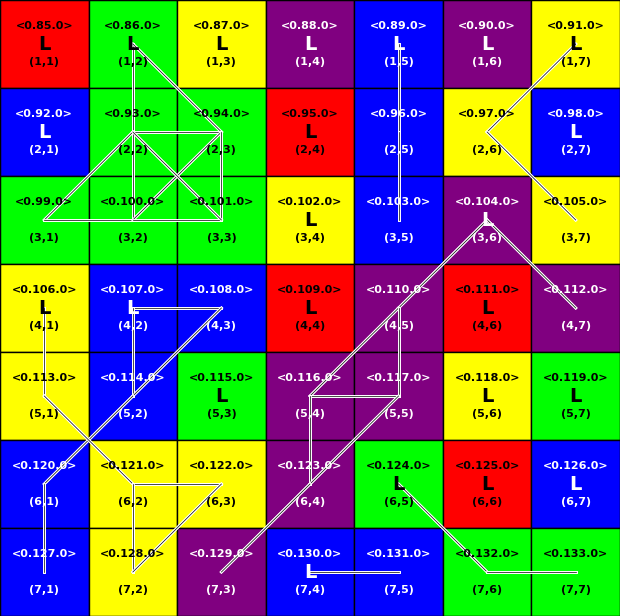 <0.85.0> <0.86.0> <0.87.0> <0.88.0> <0.89.0> <0.90.0> <0.91.0>
L L L L L L L
(1,1) (1,2) (1,3) (1,4) (1,5) (1,6) (1,7)
<0.92.0> <0.93.0> <0.94.0> <0.95.0> <0.96.0> <0.97.0> <0.98.0>
L L L
(2,1) (2,2) (2,3) (2,4) (2,5) (2,6) (2,7)
<0.99.0> <0.100.0> <0.101.0> <0.102.0> <0.103.0> <0.104.0> <0.105.0>
L L
(3,1) (3,2) (3,3) (3,4) (3,5) (3,6) (3,7)
<0.106.0> <0.107.0> <0.108.0> <0.109.0> <0.110.0> <0.111.0> <0.112.0>
L L L L
(4,1) (4,2) (4,3) (4,4) (4,5) (4,6) (4,7)
<0.113.0> <0.114.0> <0.115.0> <0.116.0> <0.117.0> <0.118.0> <0.119.0>
L L L
(5,1) (5,2) (5,3) (5,4) (5,5) (5,6) (5,7)
<0.120.0> <0.121.0> <0.122.0> <0.123.0> <0.124.0> <0.125.0> <0.126.0>
L L L
(6,1) (6,2) (6,3) (6,4) (6,5) (6,6) (6,7)
<0.127.0> <0.128.0> <0.129.0> <0.130.0> <0.131.0> <0.132.0> <0.133.0>
L
(7,1) (7,2) (7,3) (7,4) (7,5) (7,6) (7,7)